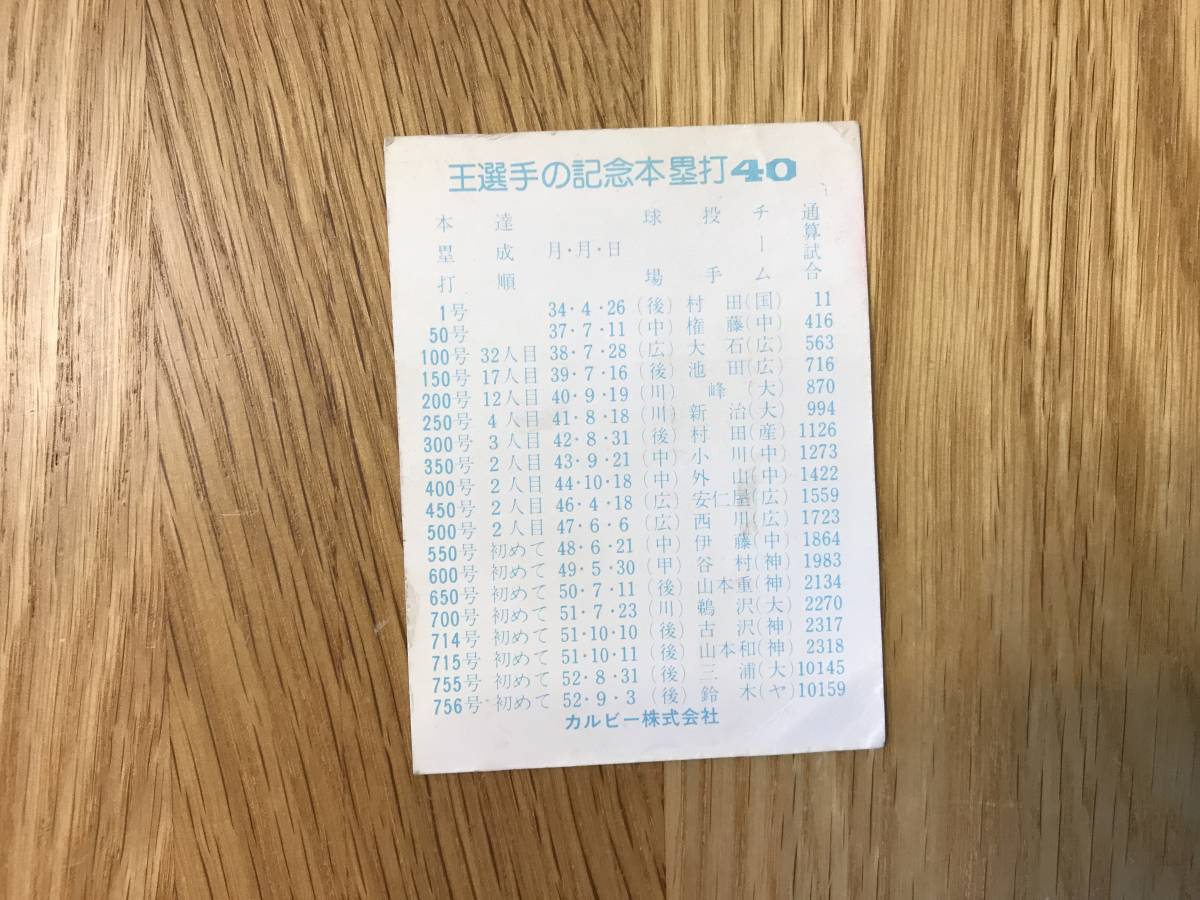 王選手の記念本塁打40
本塁打 達成順 月・月・日 球場 投手 チーム 通算試合
1号 34・4・26 (後) 村田(国) 11
50号 37・7・11 (中) 権藤(中) 416
100号 32人目 38・7・28 (広) 大石(広) 563
150号 17人目 39・7・16 (後) 池田(広) 716
200号 12人目 40・9・19 (川) 峰(大) 870
250号 4人目 41・8・18 (川) 新治(大) 994
300号 3人目 42・8・31 (後) 村田(産) 1126
350号 2人目 43・9・21 (中) 小川(中) 1273
400号 2人目 44・10・18 (中) 外山(中) 1422
450号 2人目 46・4・18 (広) 安仁屋(広) 1559
500号 2人目 47・6・6 (広) 西川(広) 1723
550号 初めて 48・6・21 (中) 伊藤(中) 1864
600号 初めて 49・5・30 (甲) 谷村(神) 1983
650号 初めて 50・7・11 (後) 山本重(神) 2134
700号 初めて 51・7・23 (川) 鵜沢(大) 2270
714号 初めて 51・10・10 (後) 古沢(神) 2317
715号 初めて 51・10・11 (後) 山本和(神) 2318
755号 初めて 52・8・31 (後) 三浦(大) 10145
756号 初めて 52・9・3 (後) 鈴木(ヤ) 10159
カルビー株式会社